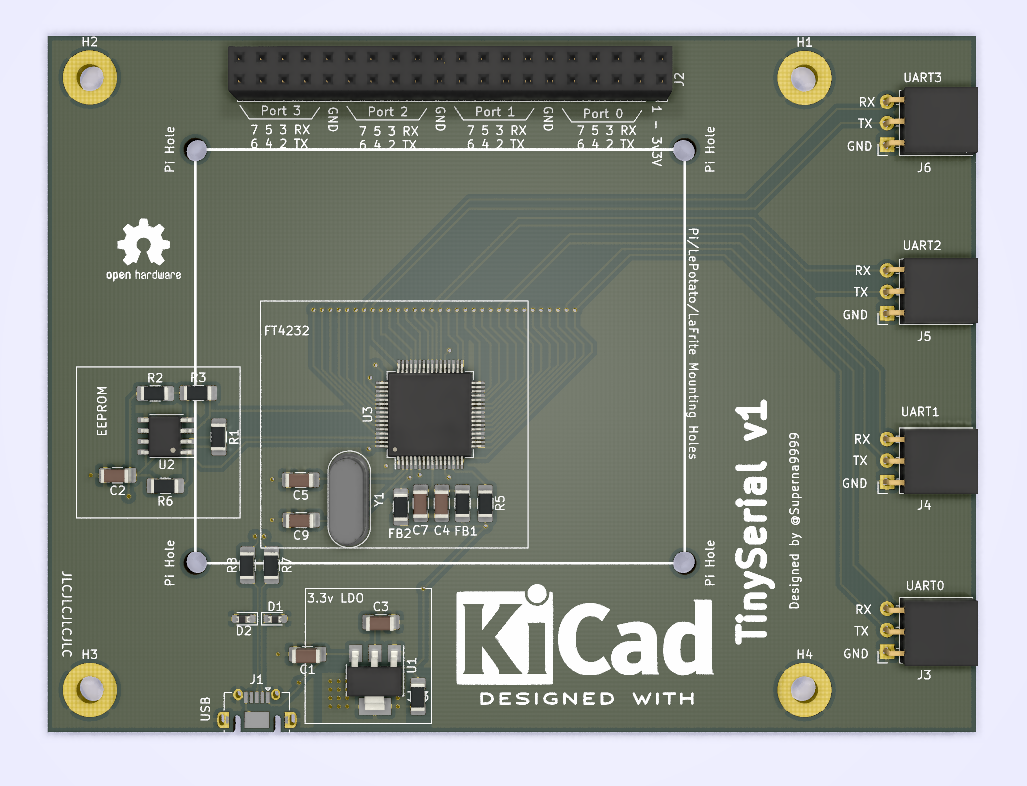 H2
H1
J2
UART3
Port 3
GND
Port 2
GND
Port 1
GND
Port 0
1 - 3v3V
7 5 3 RX
6 4 2 TX
7 5 3 RX
6 4 2 TX
7 5 3 RX
6 4 2 TX
7 5 3 RX
6 4 2 TX
RX
TX
GND
J6
Pi Hole
Pi Hole
open hardware
Pi/LePotato/LaFrite Mounting Holes
UART2
RX
TX
GND
J5
FT4232
U3
EEPROM
R2
R3
R1
U2
C2
R6
C5
C9
Y1
FB2
C7
C4
FB1
R5
UART1
RX
TX
GND
J4
TinySerial v1
Designed by @Superna9999
Pi Hole
Pi Hole
R8
R7
JLCJLCJLCJLC
D2
D1
3.3v LDO
C3
C1
U1
KiCad
DESIGNED WITH
UART0
RX
TX
GND
J3
H3
H4
J1
USB